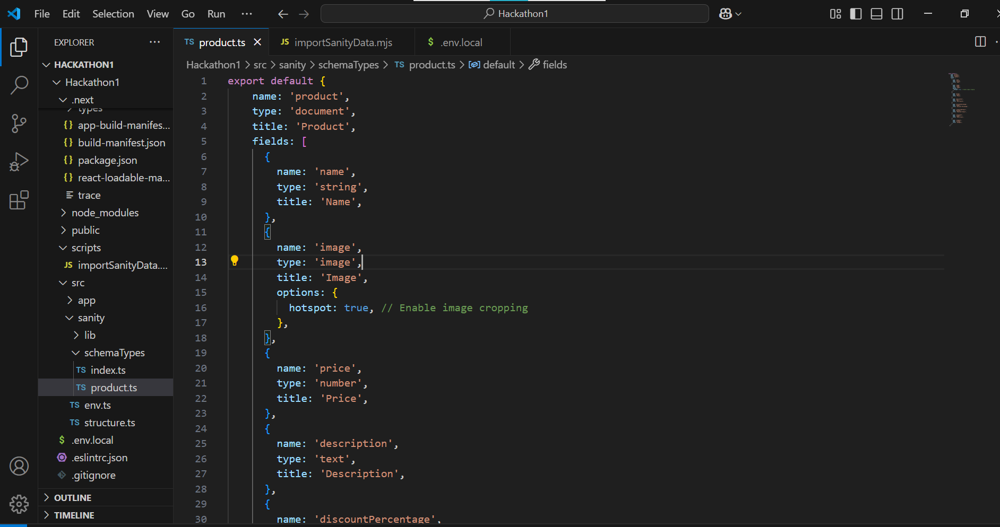 File Edit Selection View Go Run ···
Hackathon1
EXPLORER
HACKATHON1
Hackathon1
.next
types
{} app-build-manifes...
{} build-manifest.json
{} package.json
{} react-loadable-ma...
trace
node_modules
public
scripts
JS importSanityData....
src
app
sanity
lib
schemaTypes
TS index.ts
TS product.ts
TS env.ts
TS structure.ts
$ .env.local
.eslintrc.json
.gitignore
OUTLINE
TIMELINE
TS product.ts JS importSanityData.mjs $ .env.local
Hackathon1 > src > sanity > schemaTypes > TS product.ts > default > fields
1 export default {
2 name: 'product',
3 type: 'document',
4 title: 'Product',
5 fields: [
6 {
7 name: 'name',
8 type: 'string',
9 title: 'Name',
10 },
11 {
12 name: 'image',
13 type: 'image',
14 title: 'Image',
15 options: {
16 hotspot: true, // Enable image cropping
17 },
18 },
19 {
20 name: 'price',
21 type: 'number',
22 title: 'Price',
23 },
24 {
25 name: 'description',
26 type: 'text',
27 title: 'Description',
28 },
29 {
30 name: 'discountPercentage',